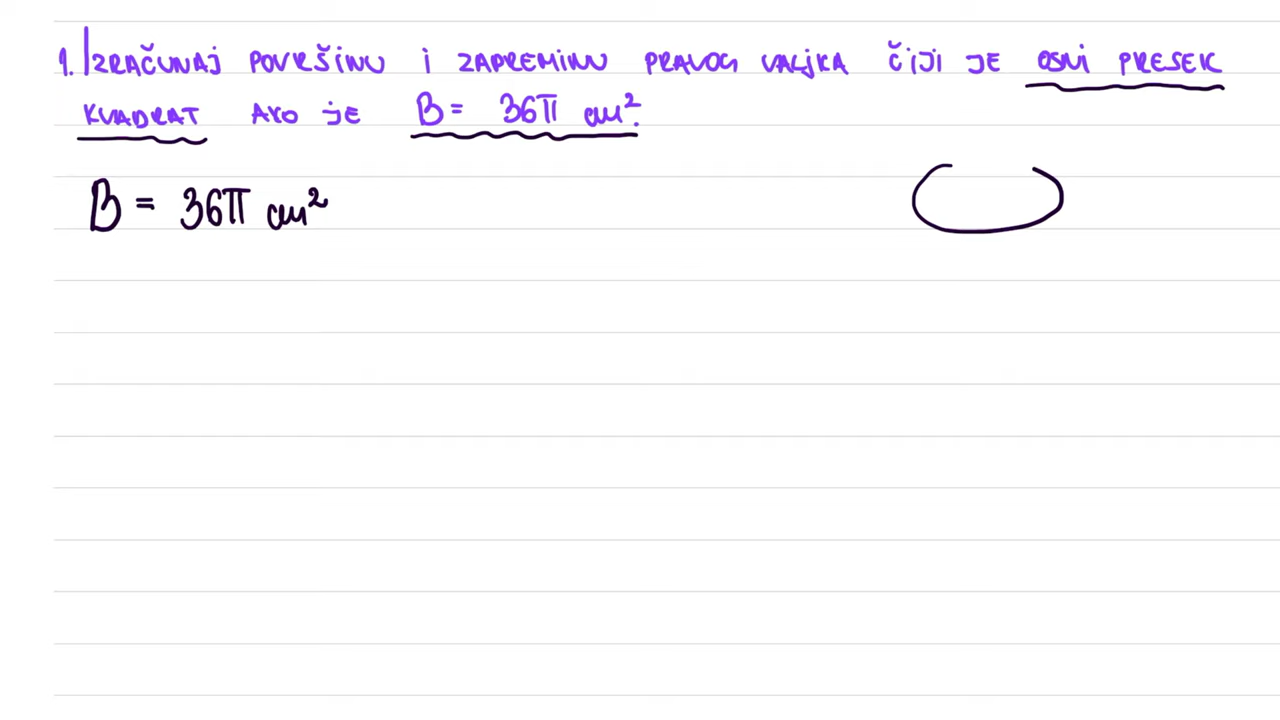 1. IZRAČUNAJ POVRŠINU I ZAPREMINU PRAVOG VALJKA ČIJI JE OSNI PRESEK
KVADRAT AKO JE B = 36π cm².
B = 36π cm²